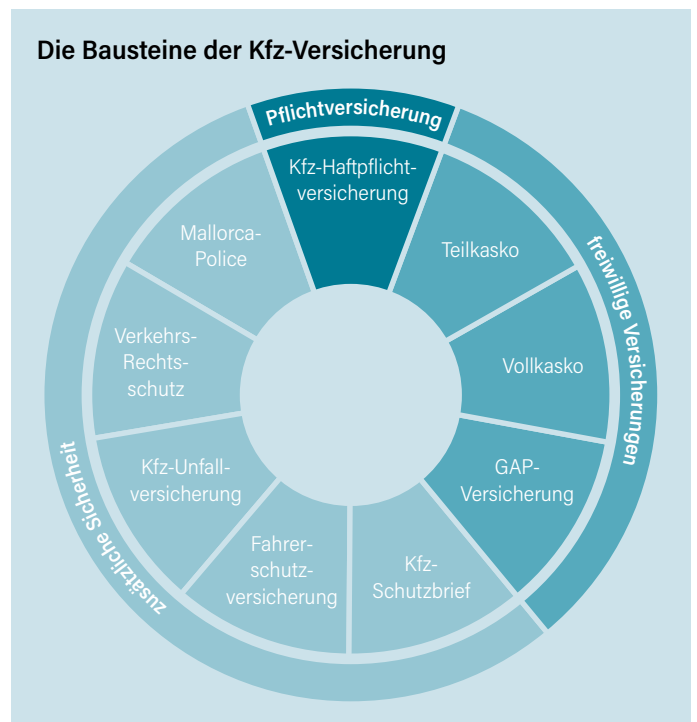 Die Bausteine der Kfz-Versicherung
Pflichtversicherung
Kfz-Haftpflicht-
versicherung
freiwillige Versicherungen
Teilkasko
Vollkasko
GAP-
Versicherung
zusätzliche Sicherheit
Kfz-
Schutzbrief
Fahrer-
schutz-
versicherung
Kfz-Unfall-
versicherung
Verkehrs-
Rechts-
schutz
Mallorca-
Police